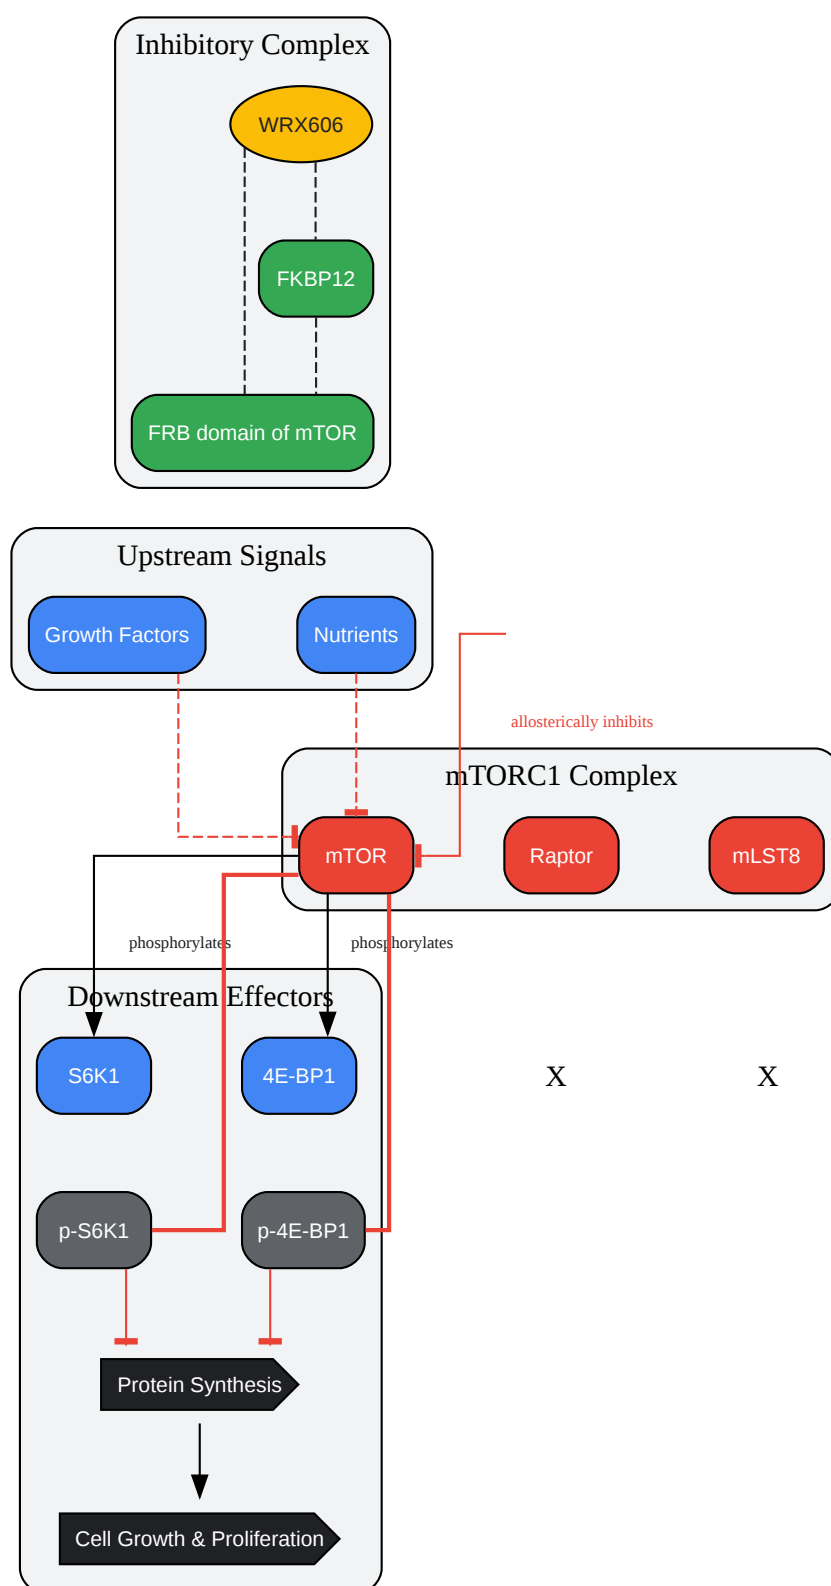 Inhibitory Complex
WRX606
FKBP12
FRB domain of mTOR
Upstream Signals
Growth Factors
Nutrients
allosterically inhibits
mTORC1 Complex
mTOR
Raptor
mLST8
phosphorylates
phosphorylates
Downstream Effectors
S6K1
4E-BP1
X
X
p-S6K1
p-4E-BP1
Protein Synthesis
Cell Growth & Proliferation